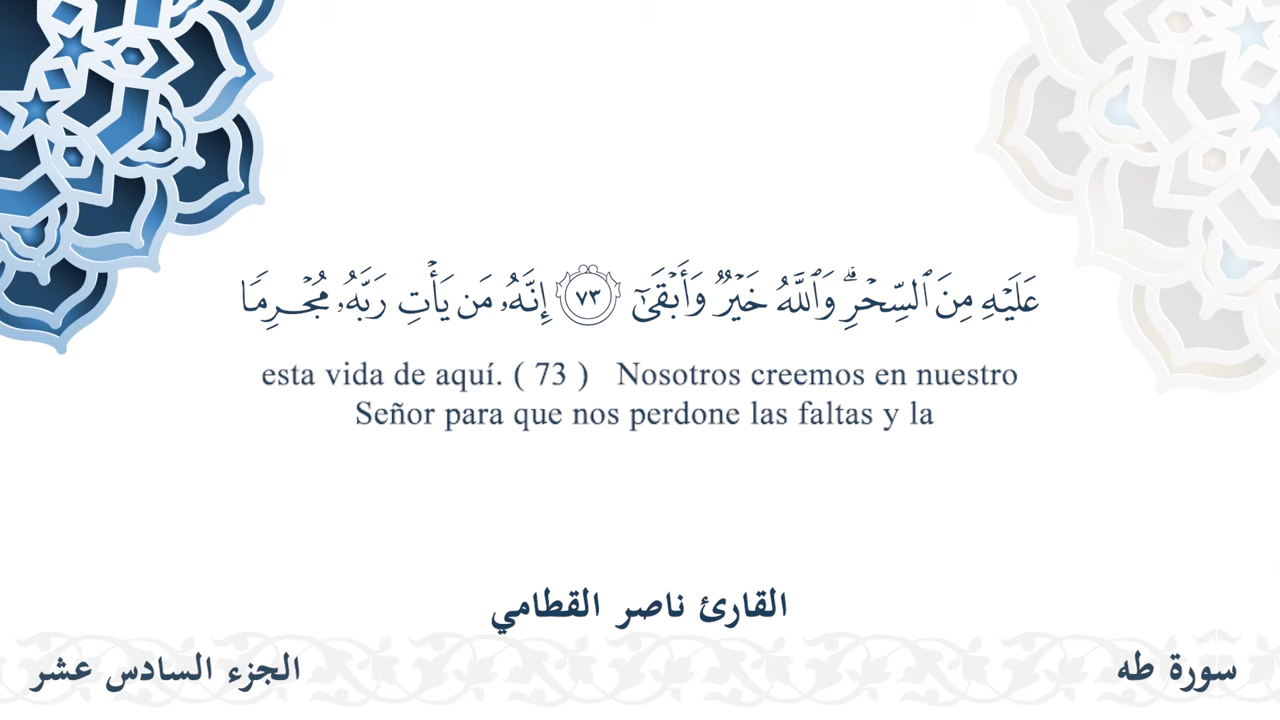 عَلَيْهِ مِنَ ٱلسِّحْرِۗ وَٱللَّهُ خَيْرٌ وَأَبْقَىٰٓ ۝٧٣ إِنَّهُۥ مَن يَأْتِ رَبَّهُۥ مُجْرِمًا
esta vida de aquí. ( 73 ) Nosotros creemos en nuestro
Señor para que nos perdone las faltas y la
القارئ ناصر القطامي
سورة طه
الجزء السادس عشر